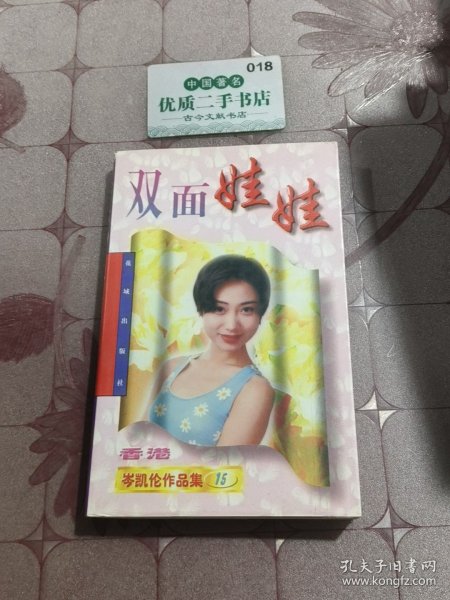 018
中国著名
优质二手书店
古今文献书店
双面娃娃
花城出版社
香港
岑凯伦作品集 15
孔夫子旧书网
www.kongfz.com